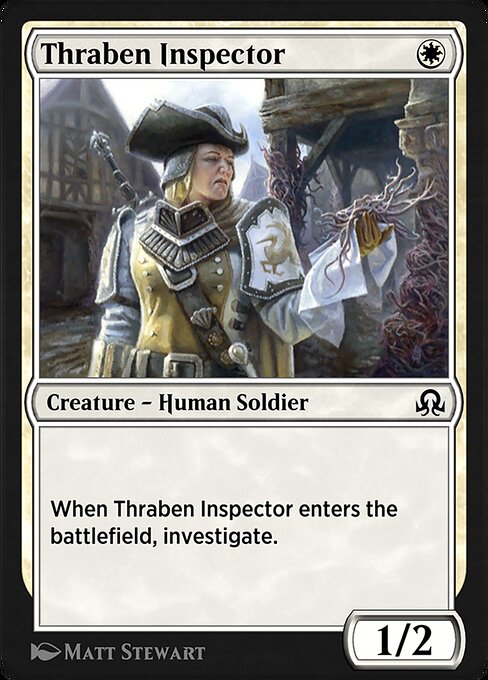 Thraben Inspector
Creature – Human Soldier
When Thraben Inspector enters the
battlefield, investigate.
1/2
Matt Stewart